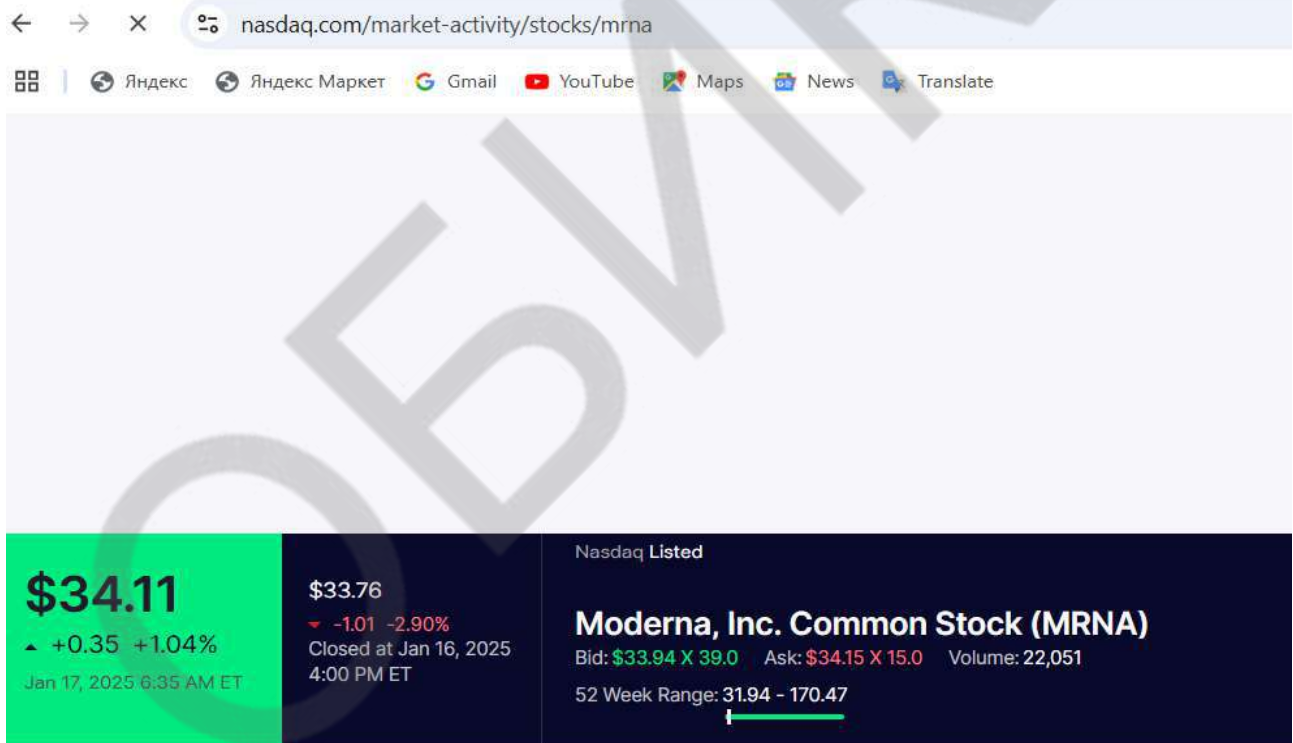 nasdaq.com/market-activity/stocks/mrna
Яндекс Яндекс Маркет Gmail YouTube Maps News Translate
ОБИ
$34.11
+0.35 +1.04%
Jan 17, 2025 6:35 AM ET
$33.76
-1.01 -2.90%
Closed at Jan 16, 2025
4:00 PM ET
Nasdaq Listed
Moderna, Inc. Common Stock (MRNA)
Bid: $33.94 X 39.0 Ask: $34.15 X 15.0 Volume: 22,051
52 Week Range: 31.94 - 170.47